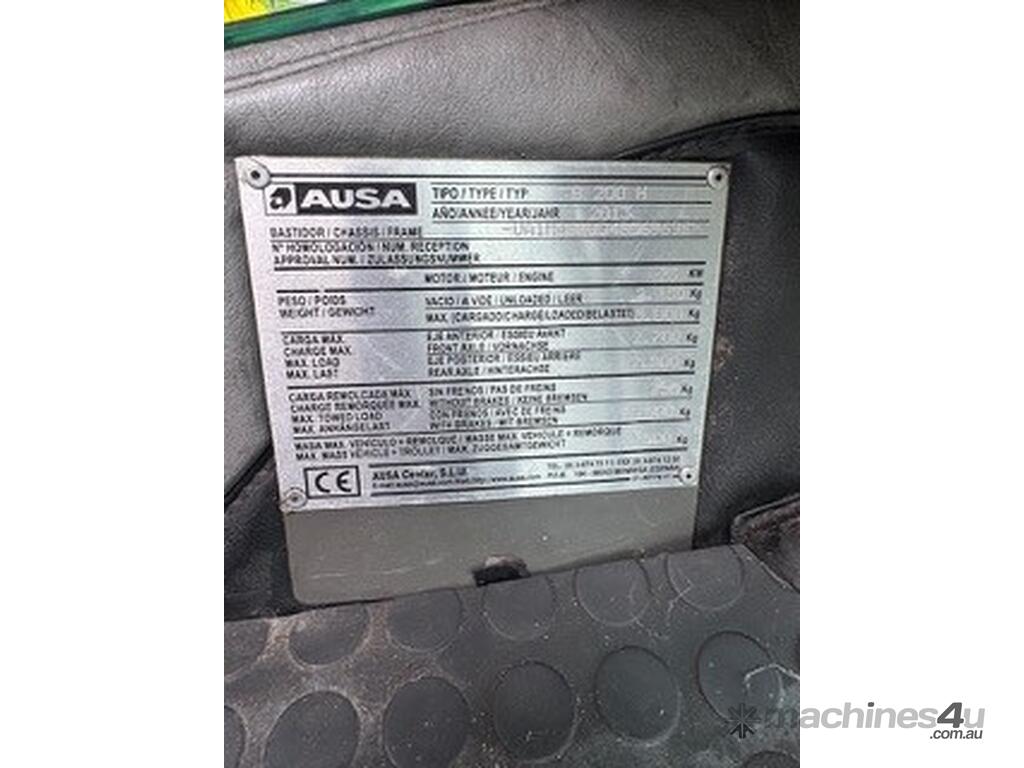 AUSA
TIPO / TYPE / TYP B 200 H
AÑO/ANNEE/YEAR/JAHR 2013
BASTIDOR / CHASSIS / FRAME
Nº HOMOLOGACIÓN / NUM. RECEPTION
APPROVAL NUM. / ZULASSUNGSNUMMER
MOTOR / MOTEUR / ENGINE KW
PESO / POIDS VACIO / A VIDE / UNLOADED / LEER Kg
WEIGHT / GEWICHT MAX. (CARGADO/CHARGE/LOADED/BELASTET) Kg
CARGA MAX. EJE ANTERIOR / ESSIEU AVANT
CHARGE MAX. FRONT AXLE / VORNACHSE Kg
MAX. LOAD EJE POSTERIOR / ESSIEU ARRIERE
MAX. LAST REAR AXLE / HINTERACHSE Kg
CARGA REMOLCADA MAX. SIN FRENOS / PAS DE FREINS
CHARGE REMORQUÉE MAX. WITHOUT BRAKES / KEINE BREMSEN Kg
MAX. TOWED LOAD CON FRENOS / AVEC DE FREINS
MAX. ANHÄNGELAST WITH BRAKES / MIT BREMSEN Kg
MASA MAX. VEHICULO + REMOLQUE / MASSE MAX. VEHICULE + REMORQUE
MAX. MASS VEHICLE + TROLLEY / MAX. ZUGGESAMTGEWICHT Kg
CE
AUSA Center, S.L.U.
machines4u
.com.au